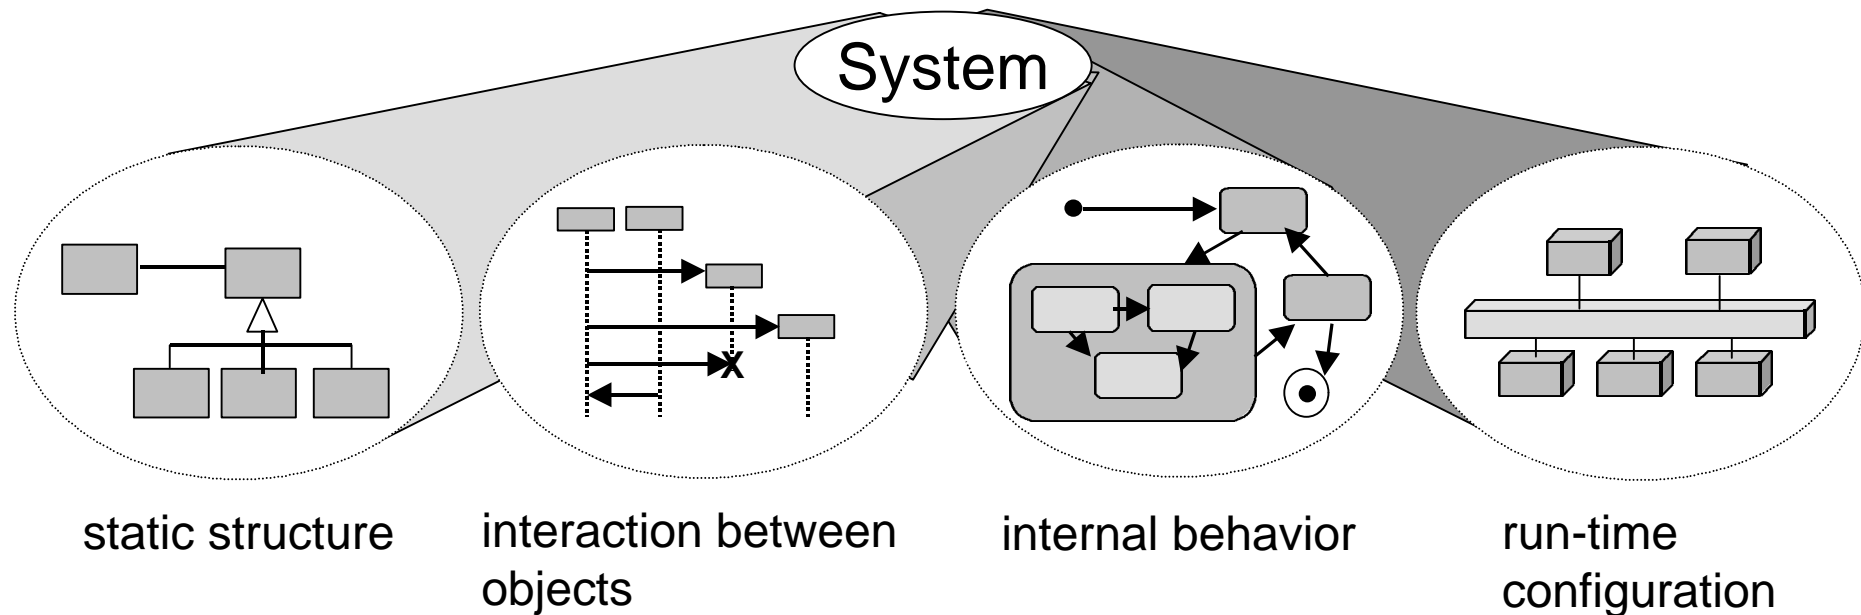 System
static structure
interaction between
objects
internal behavior
run-time
configuration
X